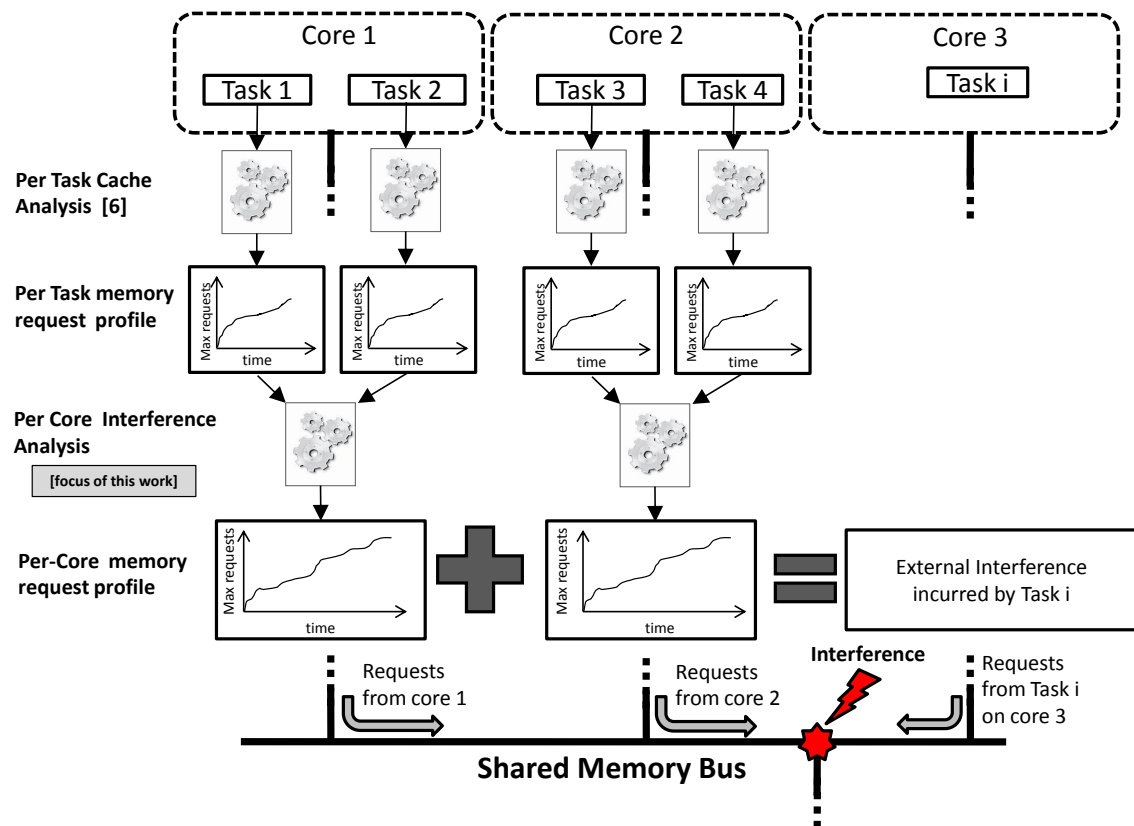 Core 1
Core 2
Core 3
Task 1
Task 2
Task 3
Task 4
Task i
Per Task Cache
Analysis [6]
Per Task memory
request profile
Max requests
time
Max requests
time
Max requests
time
Max requests
time
Per Core Interference
Analysis
[focus of this work]
Per-Core memory
request profile
Max requests
time
Max requests
time
External Interference
incurred by Task i
Requests
from core 1
Requests
from core 2
Interference
Requests
from Task i
on core 3
Shared Memory Bus